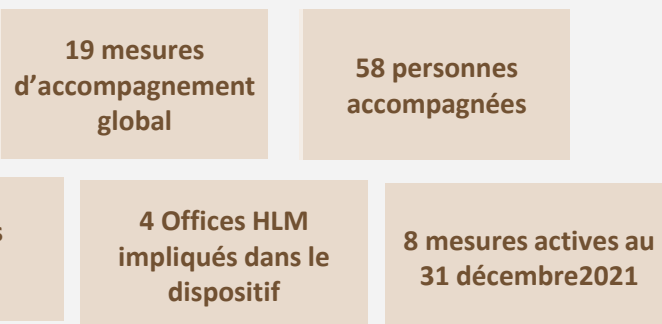 19 mesures
d’accompagnement
global
58 personnes
accompagnées
4 Offices HLM
impliqués dans le
dispositif
8 mesures actives au
31 décembre2021